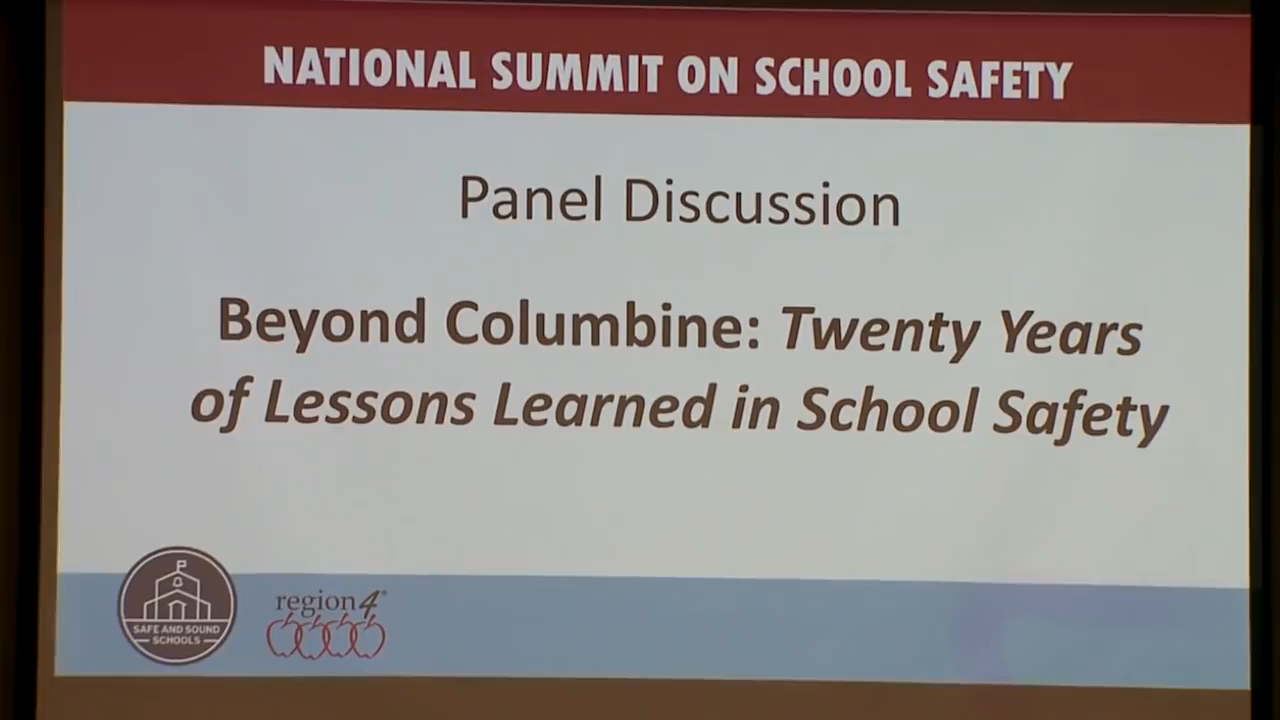 NATIONAL SUMMIT ON SCHOOL SAFETY
Panel Discussion
Beyond Columbine: Twenty Years
of Lessons Learned in School Safety
SAFE AND SOUND
SCHOOLS
region4®